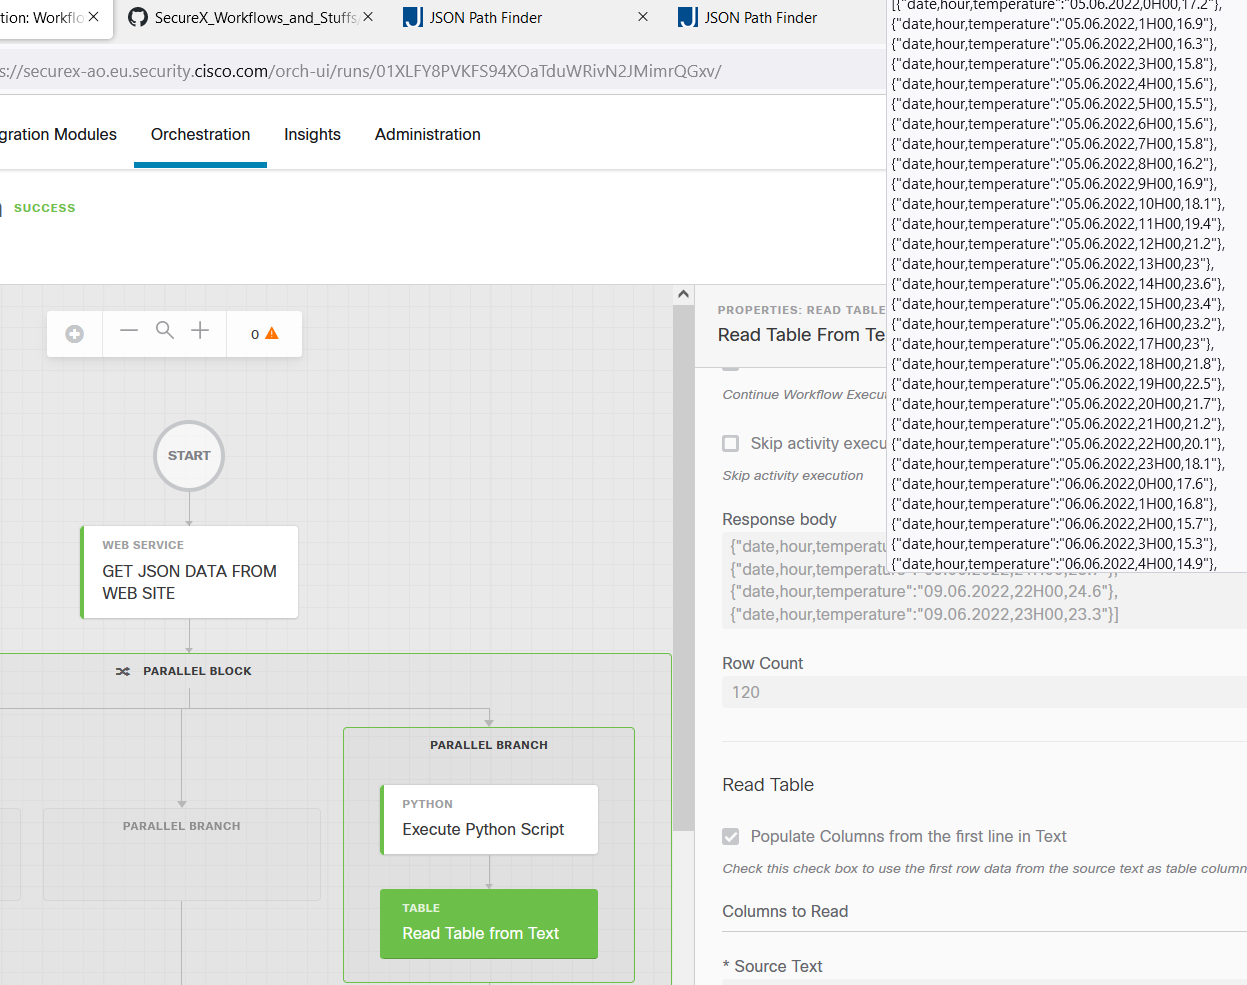 tion: Workflo
SecureX_Workflows_and_Stuffs/
JSON Path Finder
JSON Path Finder
s://securex-ao.eu.security.cisco.com/orch-ui/runs/01XLFY8PVKFS94XOaTduWRivN2JMimrQGxv/
gration Modules
Orchestration
Insights
Administration
SUCCESS
0
START
WEB SERVICE
GET JSON DATA FROM
WEB SITE
PARALLEL BLOCK
PARALLEL BRANCH
PARALLEL BRANCH
PYTHON
Execute Python Script
TABLE
Read Table from Text
PROPERTIES: READ TABLE
Read Table From Te
Continue Workflow Execut
Skip activity execu
Skip activity execution
Response body
{"date,hour,temperatu
{"date,hour,temperature":"09.06.2022,22H00,24.6"},
{"date,hour,temperature":"09.06.2022,23H00,23.3"}]
Row Count
120
Read Table
Populate Columns from the first line in Text
Check this check box to use the first row data from the source text as table column
Columns to Read
* Source Text
[{"date,hour,temperature":"05.06.2022,0H00,17.2"},
{"date,hour,temperature":"05.06.2022,1H00,16.9"},
{"date,hour,temperature":"05.06.2022,2H00,16.3"},
{"date,hour,temperature":"05.06.2022,3H00,15.8"},
{"date,hour,temperature":"05.06.2022,4H00,15.6"},
{"date,hour,temperature":"05.06.2022,5H00,15.5"},
{"date,hour,temperature":"05.06.2022,6H00,15.6"},
{"date,hour,temperature":"05.06.2022,7H00,15.8"},
{"date,hour,temperature":"05.06.2022,8H00,16.2"},
{"date,hour,temperature":"05.06.2022,9H00,16.9"},
{"date,hour,temperature":"05.06.2022,10H00,18.1"},
{"date,hour,temperature":"05.06.2022,11H00,19.4"},
{"date,hour,temperature":"05.06.2022,12H00,21.2"},
{"date,hour,temperature":"05.06.2022,13H00,23"},
{"date,hour,temperature":"05.06.2022,14H00,23.6"},
{"date,hour,temperature":"05.06.2022,15H00,23.4"},
{"date,hour,temperature":"05.06.2022,16H00,23.2"},
{"date,hour,temperature":"05.06.2022,17H00,23"},
{"date,hour,temperature":"05.06.2022,18H00,21.8"},
{"date,hour,temperature":"05.06.2022,19H00,22.5"},
{"date,hour,temperature":"05.06.2022,20H00,21.7"},
{"date,hour,temperature":"05.06.2022,21H00,21.2"},
{"date,hour,temperature":"05.06.2022,22H00,20.1"},
{"date,hour,temperature":"05.06.2022,23H00,18.1"},
{"date,hour,temperature":"06.06.2022,0H00,17.6"},
{"date,hour,temperature":"06.06.2022,1H00,16.8"},
{"date,hour,temperature":"06.06.2022,2H00,15.7"},
{"date,hour,temperature":"06.06.2022,3H00,15.3"},
{"date,hour,temperature":"06.06.2022,4H00,14.9"},